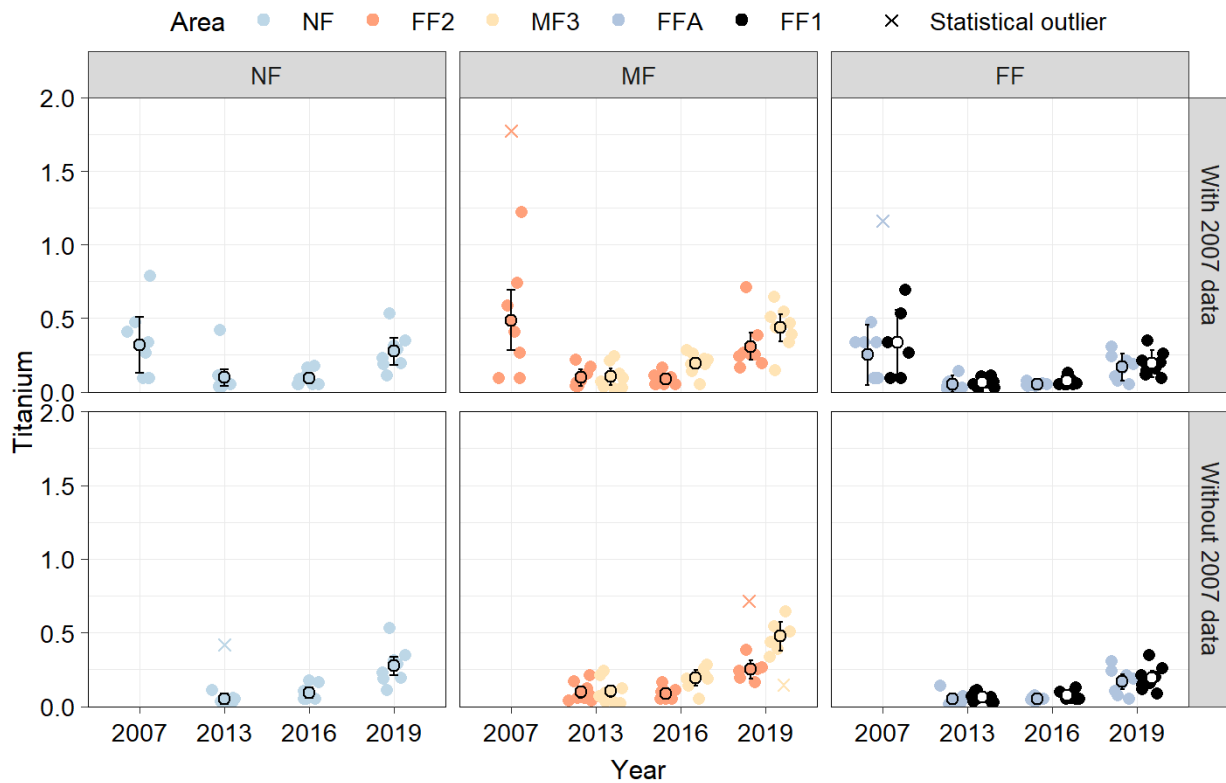 Area NF FF2 MF3 FFA FF1 Statistical outlier
NF MF FF
Titanium
2.0
1.5
1.0
0.5
0.0
With 2007 data
2.0
1.5
1.0
0.5
0.0
Without 2007 data
2007 2013 2016 2019 2007 2013 2016 2019 2007 2013 2016 2019
Year